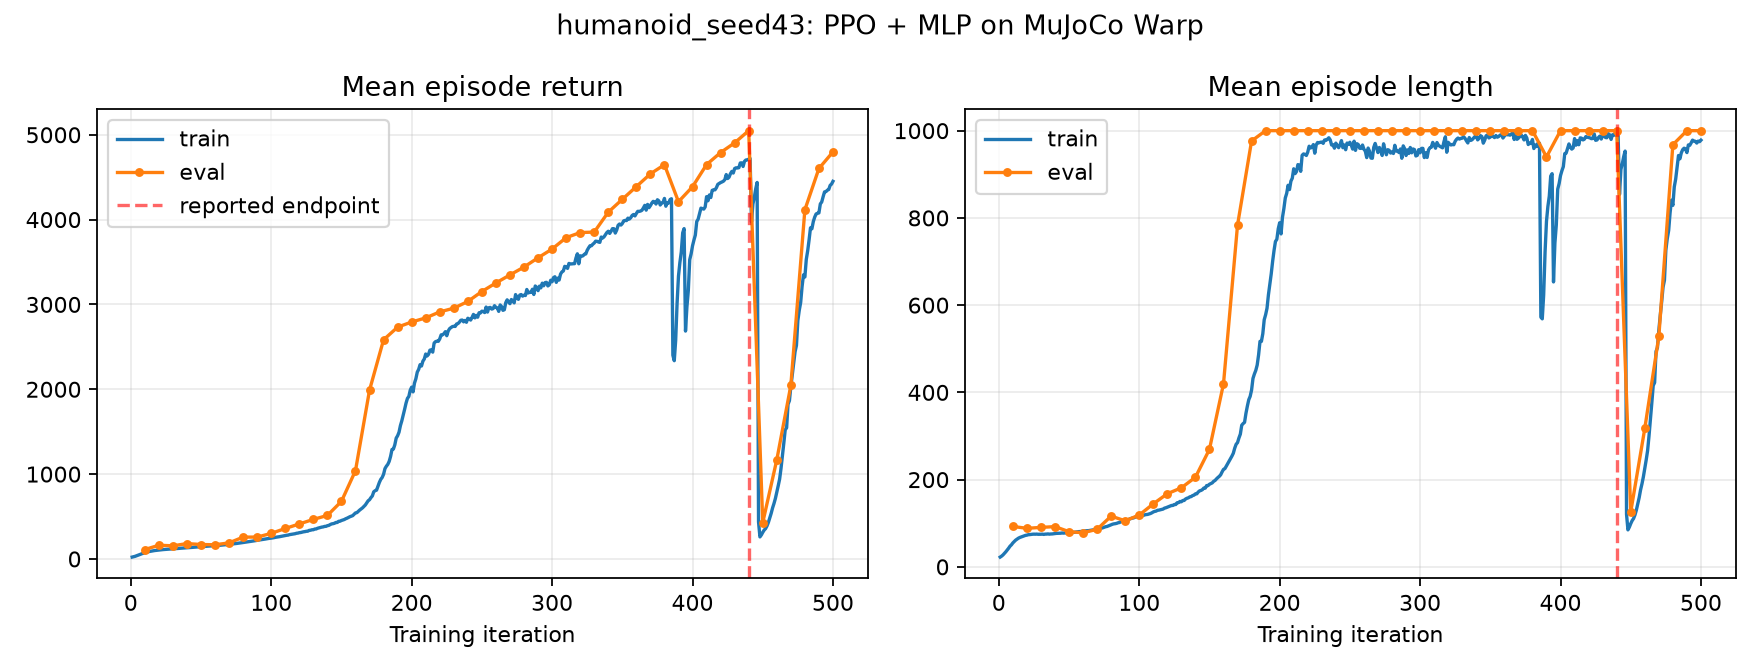 humanoid_seed43: PPO + MLP on MuJoCo Warp
Mean episode return
train
eval
reported endpoint
5000
4000
3000
2000
1000
0
0 100 200 300 400 500
Training iteration
Mean episode length
train
eval
1000
800
600
400
200
0
0 100 200 300 400 500
Training iteration